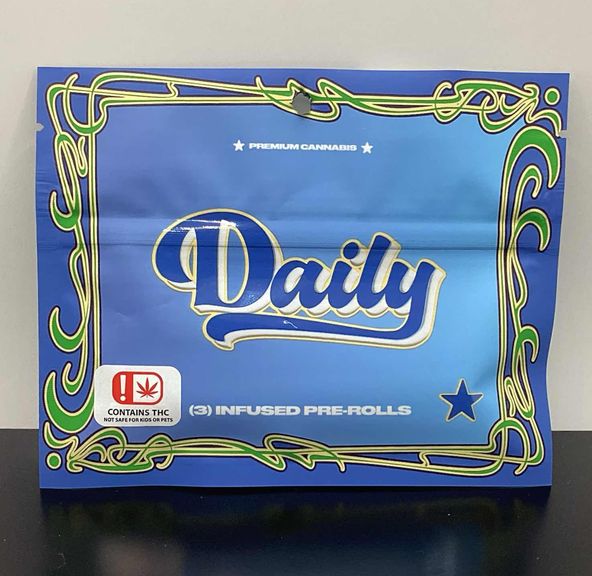 ★ PREMIUM CANNABIS ★
Daily
CONTAINS THC
NOT SAFE FOR KIDS OR PETS
(3) INFUSED PRE-ROLLS